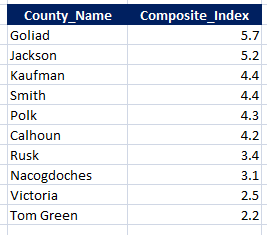 County_Name Composite_Index
Goliad 5.7
Jackson 5.2
Kaufman 4.4
Smith 4.4
Polk 4.3
Calhoun 4.2
Rusk 3.4
Nacogdoches 3.1
Victoria 2.5
Tom Green 2.2